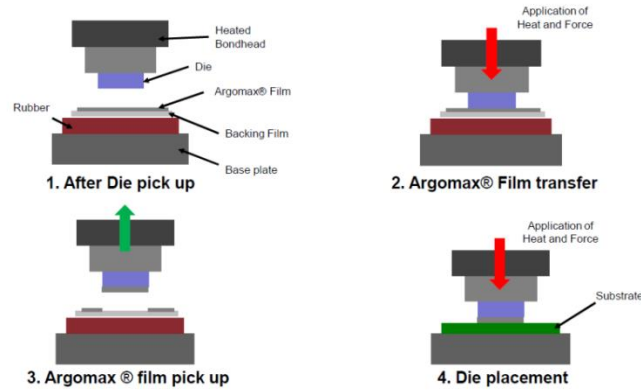 Heated
Bondhead
Die
Argomax® Film
Rubber
Backing Film
Base plate
1. After Die pick up
Application of
Heat and Force
2. Argomax® Film transfer
3. Argomax ® film pick up
Application of
Heat and Force
Substrate
4. Die placement